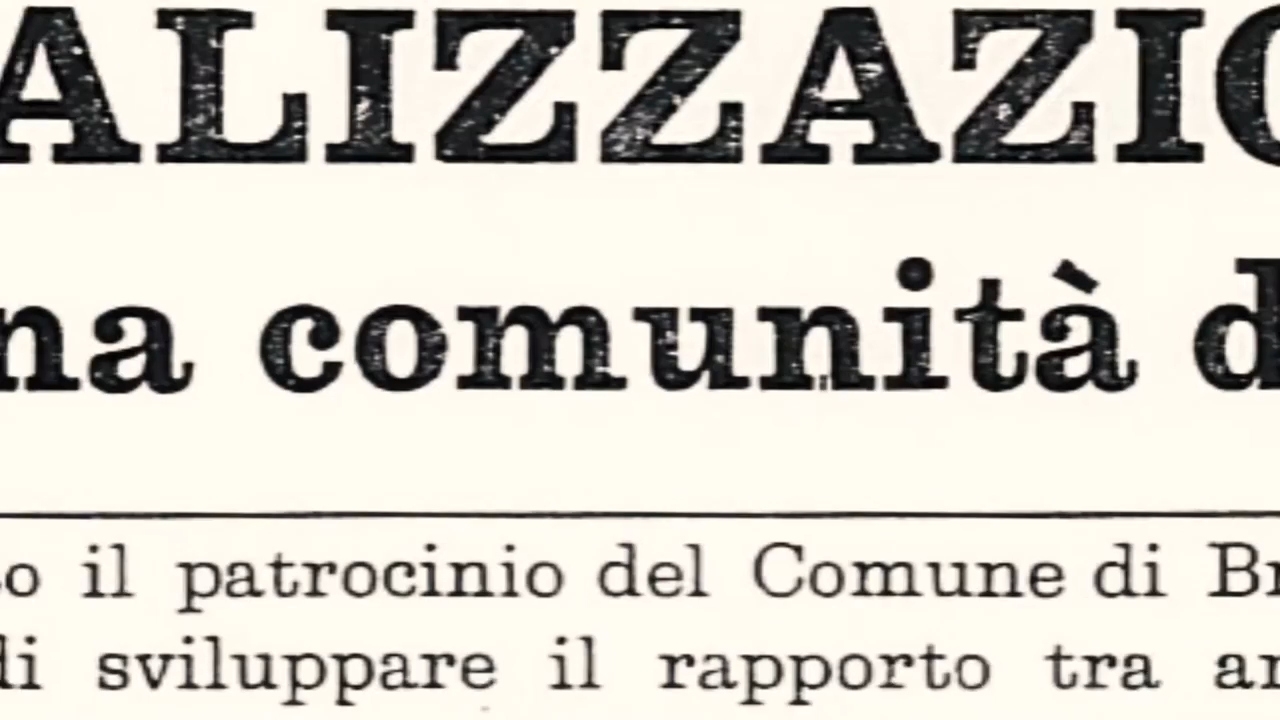 ALIZZAZIO
na comunità d
o il patrocinio del Comune di Br
di sviluppare il rapporto tra ar